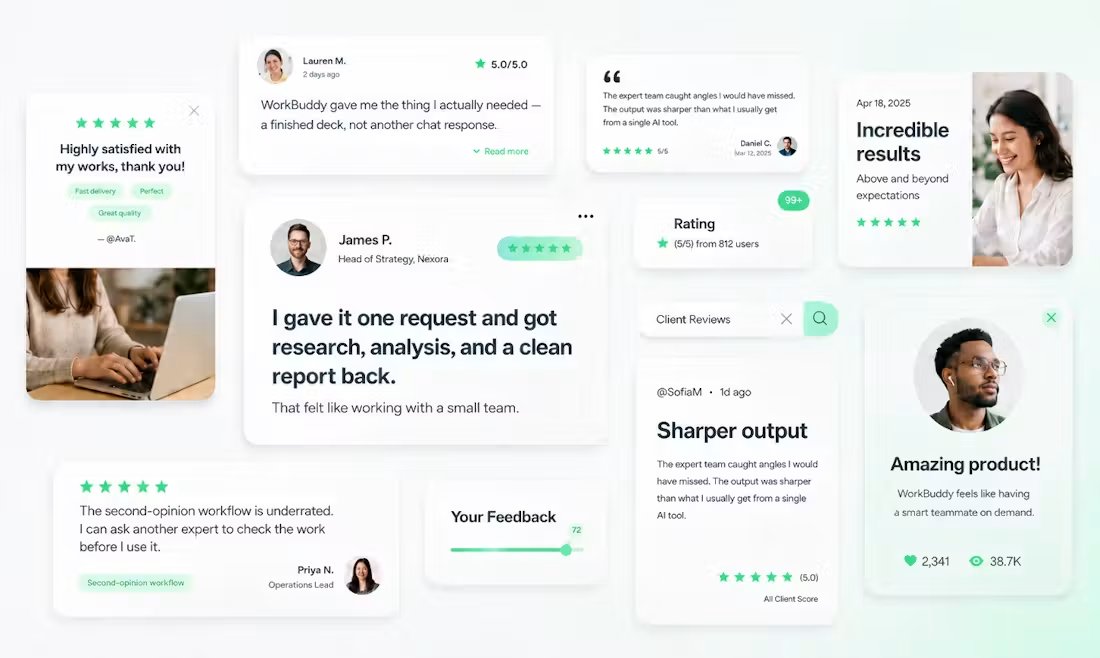 Highly satisfied with
my works, thank you!
Fast delivery
Perfect
Great quality
— @AvaT.
Lauren M.
2 days ago
5.0/5.0
WorkBuddy gave me the thing I actually needed —
a finished deck, not another chat response.
Read more
“
The expert team caught angles I would have missed.
The output was sharper than what I usually get
from a single AI tool.
5/5
Daniel C.
Mar 12, 2025
Apr 18, 2025
Incredible
results
Above and beyond
expectations
James P.
Head of Strategy, Nexora
I gave it one request and got
research, analysis, and a clean
report back.
That felt like working with a small team.
99+
Rating
(5/5) from 812 users
Client Reviews
@SofiaM • 1d ago
Sharper output
The expert team caught angles I would
have missed. The output was sharper
than what I usually get from a single
AI tool.
(5.0)
All Client Score
Amazing product!
WorkBuddy feels like having
a smart teammate on demand.
2,341
38.7K
The second-opinion workflow is underrated.
I can ask another expert to check the work
before I use it.
Second-opinion workflow
Priya N.
Operations Lead
Your Feedback
72